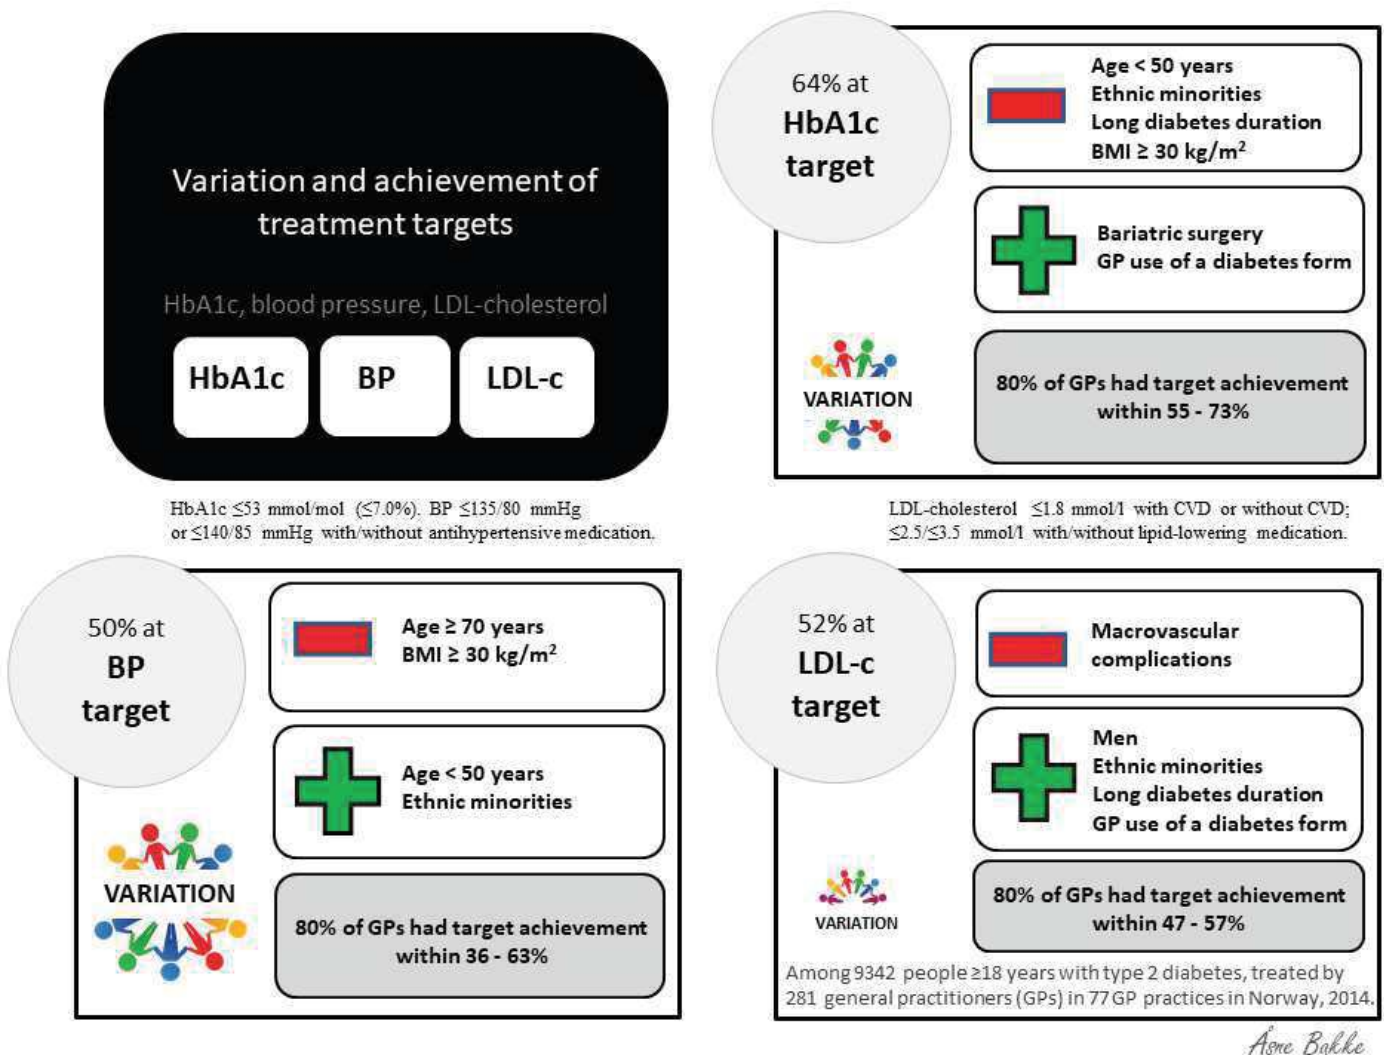 Variation and achievement of
treatment targets
HbA1c, blood pressure, LDL-cholesterol
HbA1c
BP
LDL-c
HbA1c ≤53 mmol/mol (≤7.0%). BP ≤135/80 mmHg
or ≤140/85 mmHg with/without antihypertensive medication.
64% at
HbA1c
target
Age < 50 years
Ethnic minorities
Long diabetes duration
BMI ≥ 30 kg/m²
Bariatric surgery
GP use of a diabetes form
VARIATION
80% of GPs had target achievement
within 55 - 73%
LDL-cholesterol ≤1.8 mmol/l with CVD or without CVD;
≤2.5/≤3.5 mmol/l with/without lipid-lowering medication.
50% at
BP
target
Age ≥ 70 years
BMI ≥ 30 kg/m²
Age < 50 years
Ethnic minorities
VARIATION
80% of GPs had target achievement
within 36 - 63%
52% at
LDL-c
target
Macrovascular
complications
Men
Ethnic minorities
Long diabetes duration
GP use of a diabetes form
VARIATION
80% of GPs had target achievement
within 47 - 57%
Among 9342 people ≥18 years with type 2 diabetes, treated by
281 general practitioners (GPs) in 77 GP practices in Norway, 2014.
Åsne Bakke